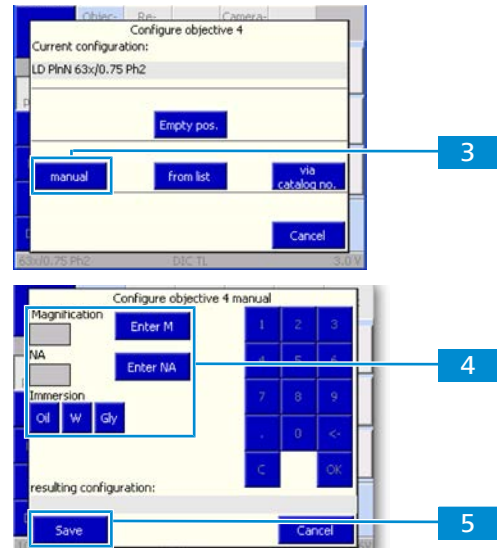 Objec- Re- Camera-
Configure objective 4
Current configuration:
LD PlnN 63x/0.75 Ph2
Empty pos.
3
manual from list via catalog no.
Cancel
63x/0.75 Ph2 DIC TL 3.0 V
Configure objective 4 manual
Magnification
Enter M
1 2 3
NA
Enter NA
4 5 6
4
Immersion
7 8 9
Oil W Gly
. 0 <-
C OK
resulting configuration:
Save Cancel
5